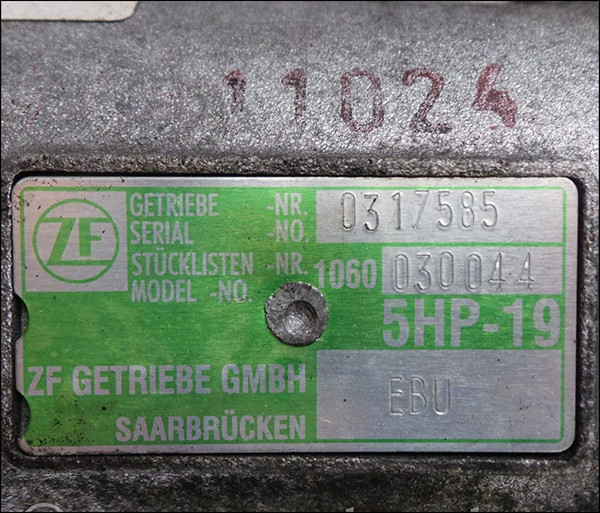 11024
ZF
GETRIEBE -NR. 0317585
SERIAL -NO.
STÜCKLISTEN -NR. 1060 030044
MODEL -NO.
5HP-19
ZF GETRIEBE GMBH EBU
SAARBRÜCKEN